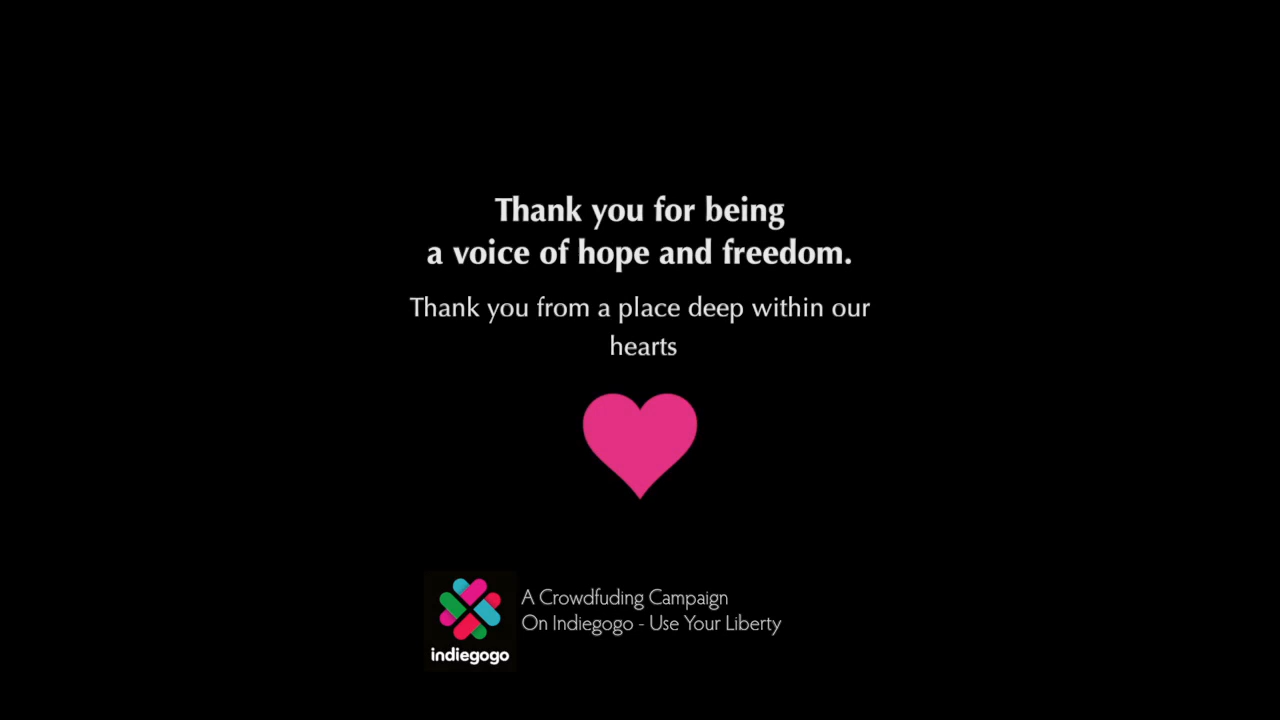 Thank you for being
a voice of hope and freedom.
Thank you from a place deep within our
hearts
A Crowdfuding Campaign
On Indiegogo - Use Your Liberty
indiegogo